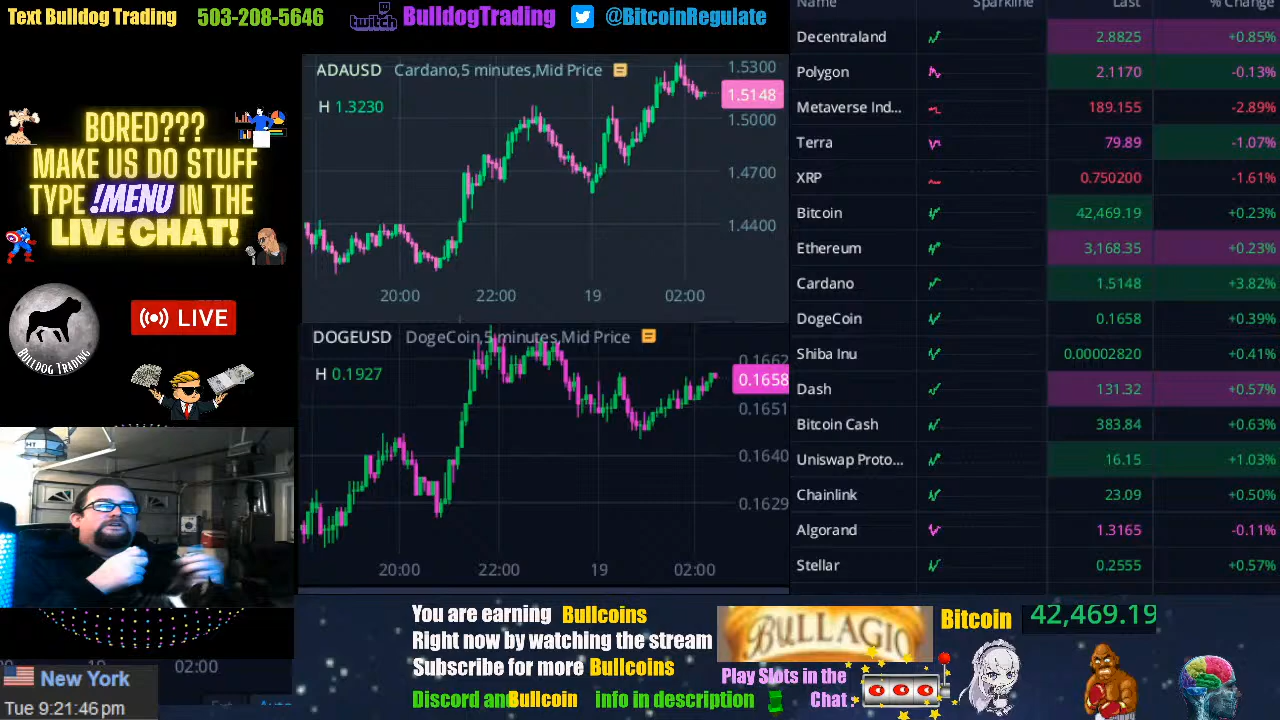 Text Bulldog Trading 503-208-5646 twitch BulldogTrading @BitcoinRegulate
BORED???
MAKE US DO STUFF
TYPE !MENU IN THE
LIVE CHAT!
LIVE
BULLDOG TRADING
ADAUSD Cardano,5 minutes,Mid Price
H 1.3230
1.5300
1.5148
1.5000
1.4700
1.4400
20:00 22:00 19 02:00
DOGEUSD DogeCoin,5 minutes,Mid Price
H 0.1927
0.1662
0.1658
0.1651
0.1640
0.1629
20:00 22:00 19 02:00
Name Sparkline Last % Change
Decentraland 2.8825 +0.85%
Polygon 2.1170 -0.13%
Metaverse Ind... 189.155 -2.89%
Terra 79.89 -1.07%
XRP 0.750200 -1.61%
Bitcoin 42,469.19 +0.23%
Ethereum 3,168.35 +0.23%
Cardano 1.5148 +3.82%
DogeCoin 0.1658 +0.39%
Shiba Inu 0.00002820 +0.41%
Dash 131.32 +0.57%
Bitcoin Cash 383.84 +0.63%
Uniswap Proto... 16.15 +1.03%
Chainlink 23.09 +0.50%
Algorand 1.3165 -0.11%
Stellar 0.2555 +0.57%
You are earning Bullcoins
Right now by watching the stream
Subscribe for more Bullcoins
Discord and Bullcoin info in description
BULLAGIO
Play Slots in the
Chat
Bitcoin 42,469.19
19 02:00
New York
Tue 9:21:46 pm